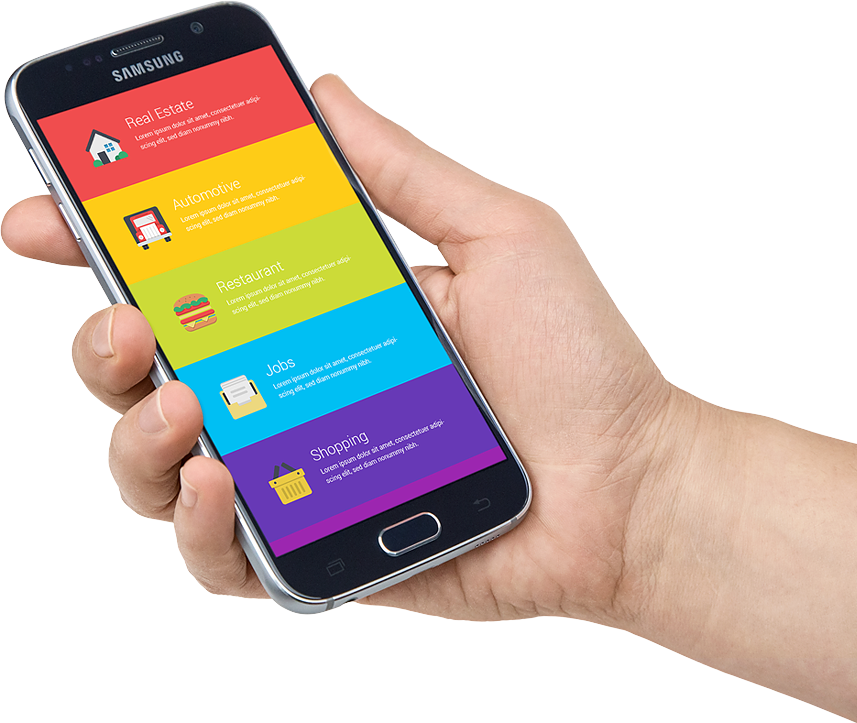 SAMSUNG
Real Estate
Lorem ipsum dolor sit amet, consectetuer adipi-
scing elit, sed diam nonummy nibh.
Automotive
Lorem ipsum dolor sit amet, consectetuer adipi-
scing elit, sed diam nonummy nibh.
Restaurant
Lorem ipsum dolor sit amet, consectetuer adipi-
scing elit, sed diam nonummy nibh.
Jobs
Lorem ipsum dolor sit amet, consectetuer adipi-
scing elit, sed diam nonummy nibh.
Shopping
Lorem ipsum dolor sit amet, consectetuer adipi-
scing elit, sed diam nonummy nibh.